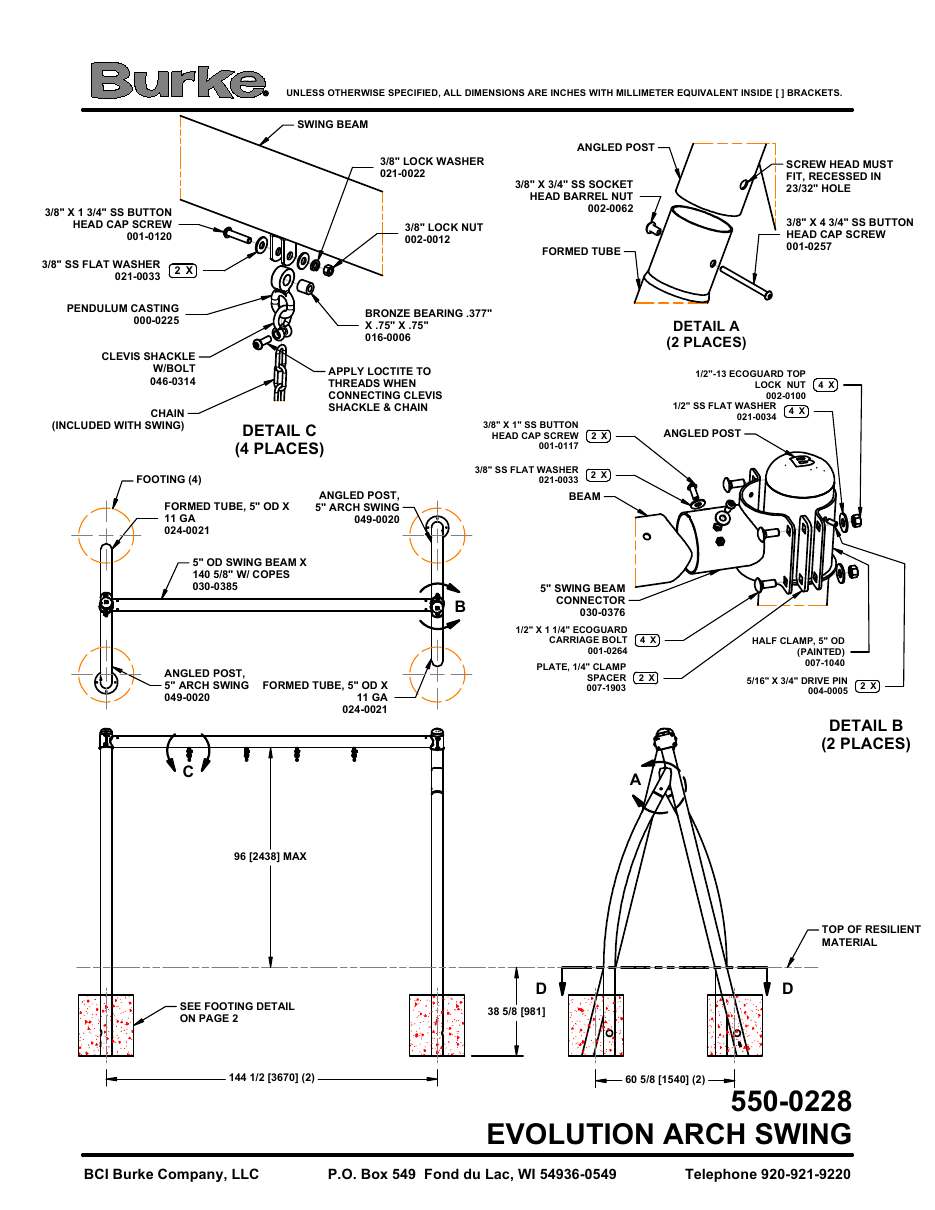 Burke
UNLESS OTHERWISE SPECIFIED, ALL DIMENSIONS ARE INCHES WITH MILLIMETER EQUIVALENT INSIDE [ ] BRACKETS.
SWING BEAM
3/8" LOCK WASHER
021-0022
3/8" X 1 3/4" SS BUTTON
HEAD CAP SCREW
001-0120
3/8" LOCK NUT
002-0012
3/8" SS FLAT WASHER
021-0033
2 X
PENDULUM CASTING
000-0225
BRONZE BEARING .377"
X .75" X .75"
016-0006
CLEVIS SHACKLE
W/BOLT
046-0314
APPLY LOCTITE TO
THREADS WHEN
CONNECTING CLEVIS
SHACKLE & CHAIN
CHAIN
(INCLUDED WITH SWING)
DETAIL C
(4 PLACES)
ANGLED POST
SCREW HEAD MUST
FIT, RECESSED IN
23/32" HOLE
3/8" X 3/4" SS SOCKET
HEAD BARREL NUT
002-0062
3/8" X 4 3/4" SS BUTTON
HEAD CAP SCREW
001-0257
FORMED TUBE
DETAIL A
(2 PLACES)
1/2"-13 ECOGUARD TOP
LOCK NUT
002-0100
4 X
1/2" SS FLAT WASHER
021-0034
4 X
3/8" X 1" SS BUTTON
HEAD CAP SCREW
001-0117
2 X
ANGLED POST
3/8" SS FLAT WASHER
021-0033
2 X
BEAM
5" SWING BEAM
CONNECTOR
030-0376
1/2" X 1 1/4" ECOGUARD
CARRIAGE BOLT
001-0264
4 X
HALF CLAMP, 5" OD
(PAINTED)
007-1040
PLATE, 1/4" CLAMP
SPACER
007-1903
2 X
5/16" X 3/4" DRIVE PIN
004-0005
2 X
DETAIL B
(2 PLACES)
FOOTING (4)
FORMED TUBE, 5" OD X
11 GA
024-0021
ANGLED POST,
5" ARCH SWING
049-0020
5" OD SWING BEAM X
140 5/8" W/ COPES
030-0385
B
ANGLED POST,
5" ARCH SWING
049-0020
FORMED TUBE, 5" OD X
11 GA
024-0021
C
A
96 [2438] MAX
TOP OF RESILIENT
MATERIAL
D
D
SEE FOOTING DETAIL
ON PAGE 2
38 5/8 [981]
144 1/2 [3670] (2)
60 5/8 [1540] (2)
550-0228
EVOLUTION ARCH SWING
BCI Burke Company, LLC
P.O. Box 549 Fond du Lac, WI 54936-0549
Telephone 920-921-9220